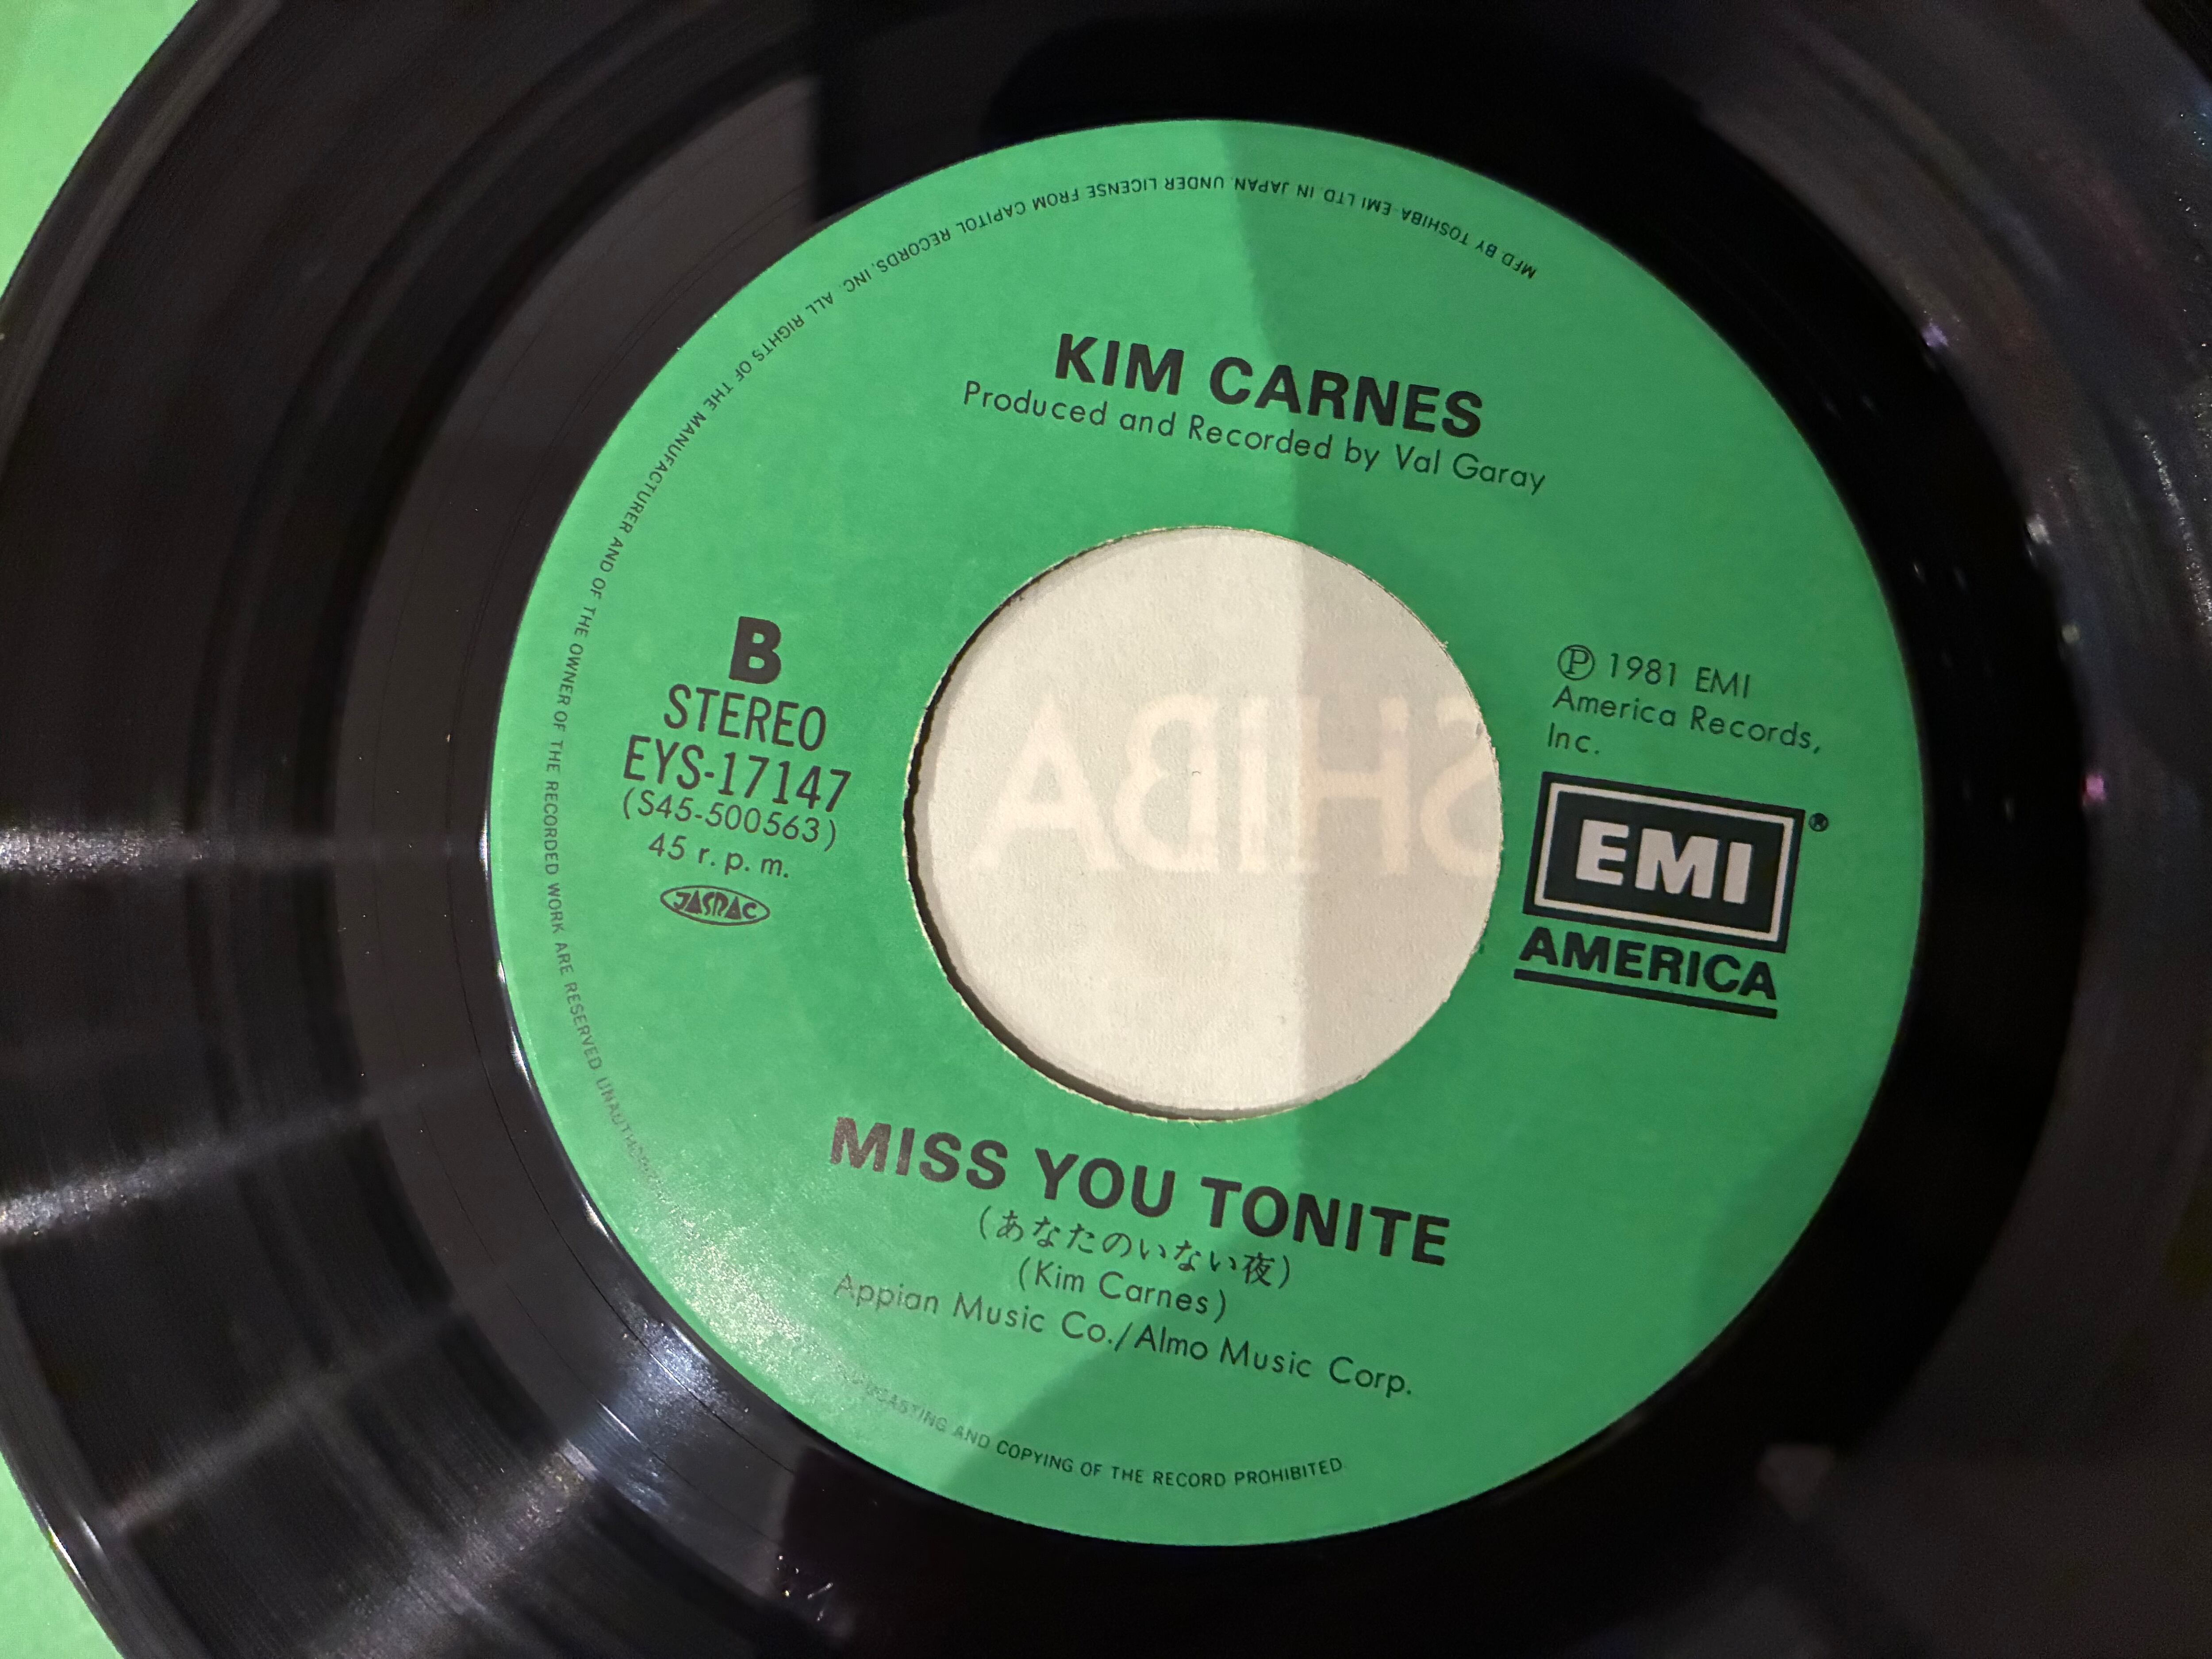 MFD BY TOSHIBA-EMI LTD. IN JAPAN. UNDER LICENSE FROM CAPITOL RECORDS, INC. ALL RIGHTS OF THE MANUFACTURER AND OF THE OWNER OF THE RECORDED WORK ARE RESERVED
AND COPYING OF THE RECORD PROHIBITED.
KIM CARNES
Produced and Recorded by Val Garay
B
STEREO
EYS-17147
(S45-500563)
45 r.p.m.
JASRAC
Ⓟ 1981 EMI
America Records,
Inc.
EMI®
AMERICA
SHIBA
MISS YOU TONITE
(あなたのいない夜)
(Kim Carnes)
Appian Music Co./Almo Music Corp.